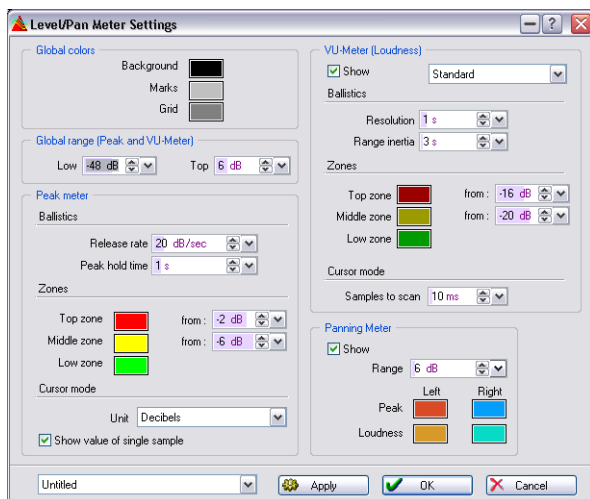 Level/Pan Meter Settings
Global colors
Background
Marks
Grid
Global range (Peak and VU-Meter)
Low -48 dB Top 6 dB
Peak meter
Ballistics
Release rate 20 dB/sec
Peak hold time 1 s
Zones
Top zone from : -2 dB
Middle zone from : -6 dB
Low zone
Cursor mode
Unit Decibels
Show value of single sample
VU-Meter (Loudness)
Show Standard
Ballistics
Resolution 1 s
Range inertia 3 s
Zones
Top zone from : -16 dB
Middle zone from : -20 dB
Low zone
Cursor mode
Samples to scan 10 ms
Panning Meter
Show
Range 6 dB
Left Right
Peak
Loudness
Untitled Apply OK Cancel